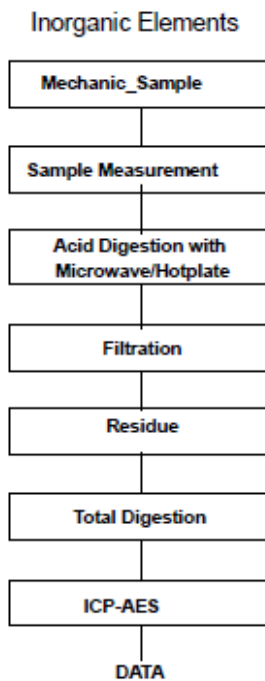 Inorganic Elements
Mechanic_Sample
Sample Measurement
Acid Digestion with
Microwave/Hotplate
Filtration
Residue
Total Digestion
ICP-AES
DATA